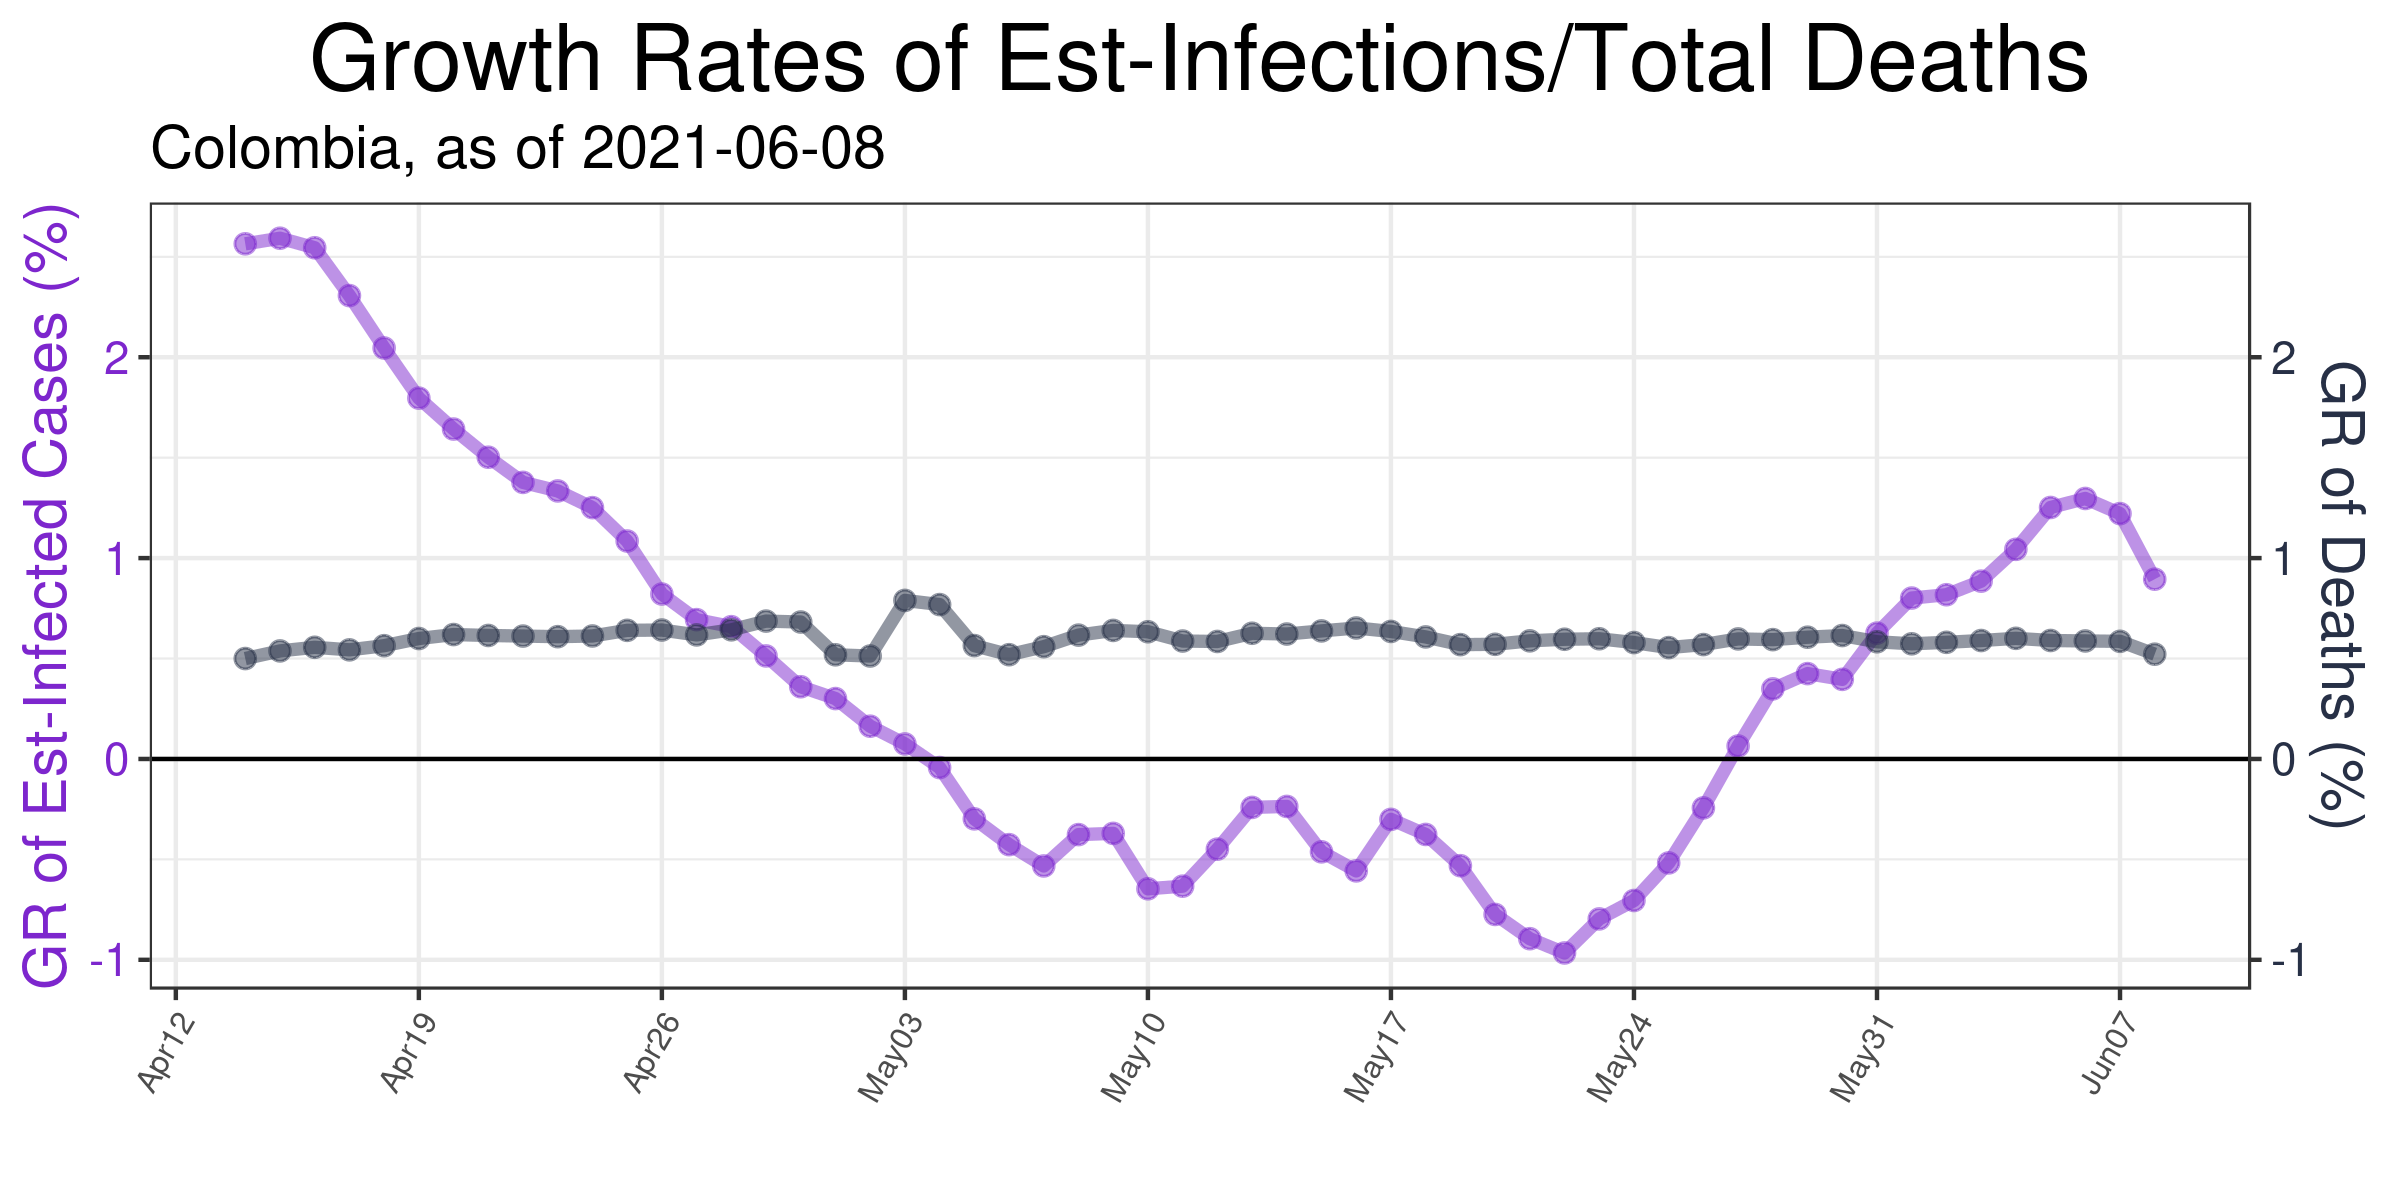 Growth Rates of Est-Infections/Total Deaths
Colombia, as of 2021-06-08
GR of Est-Infected Cases (%)
2
1
0
-1
2
1
0
-1
GR of Deaths (%)
Apr12
Apr19
Apr26
May03
May10
May17
May24
May31
Jun07